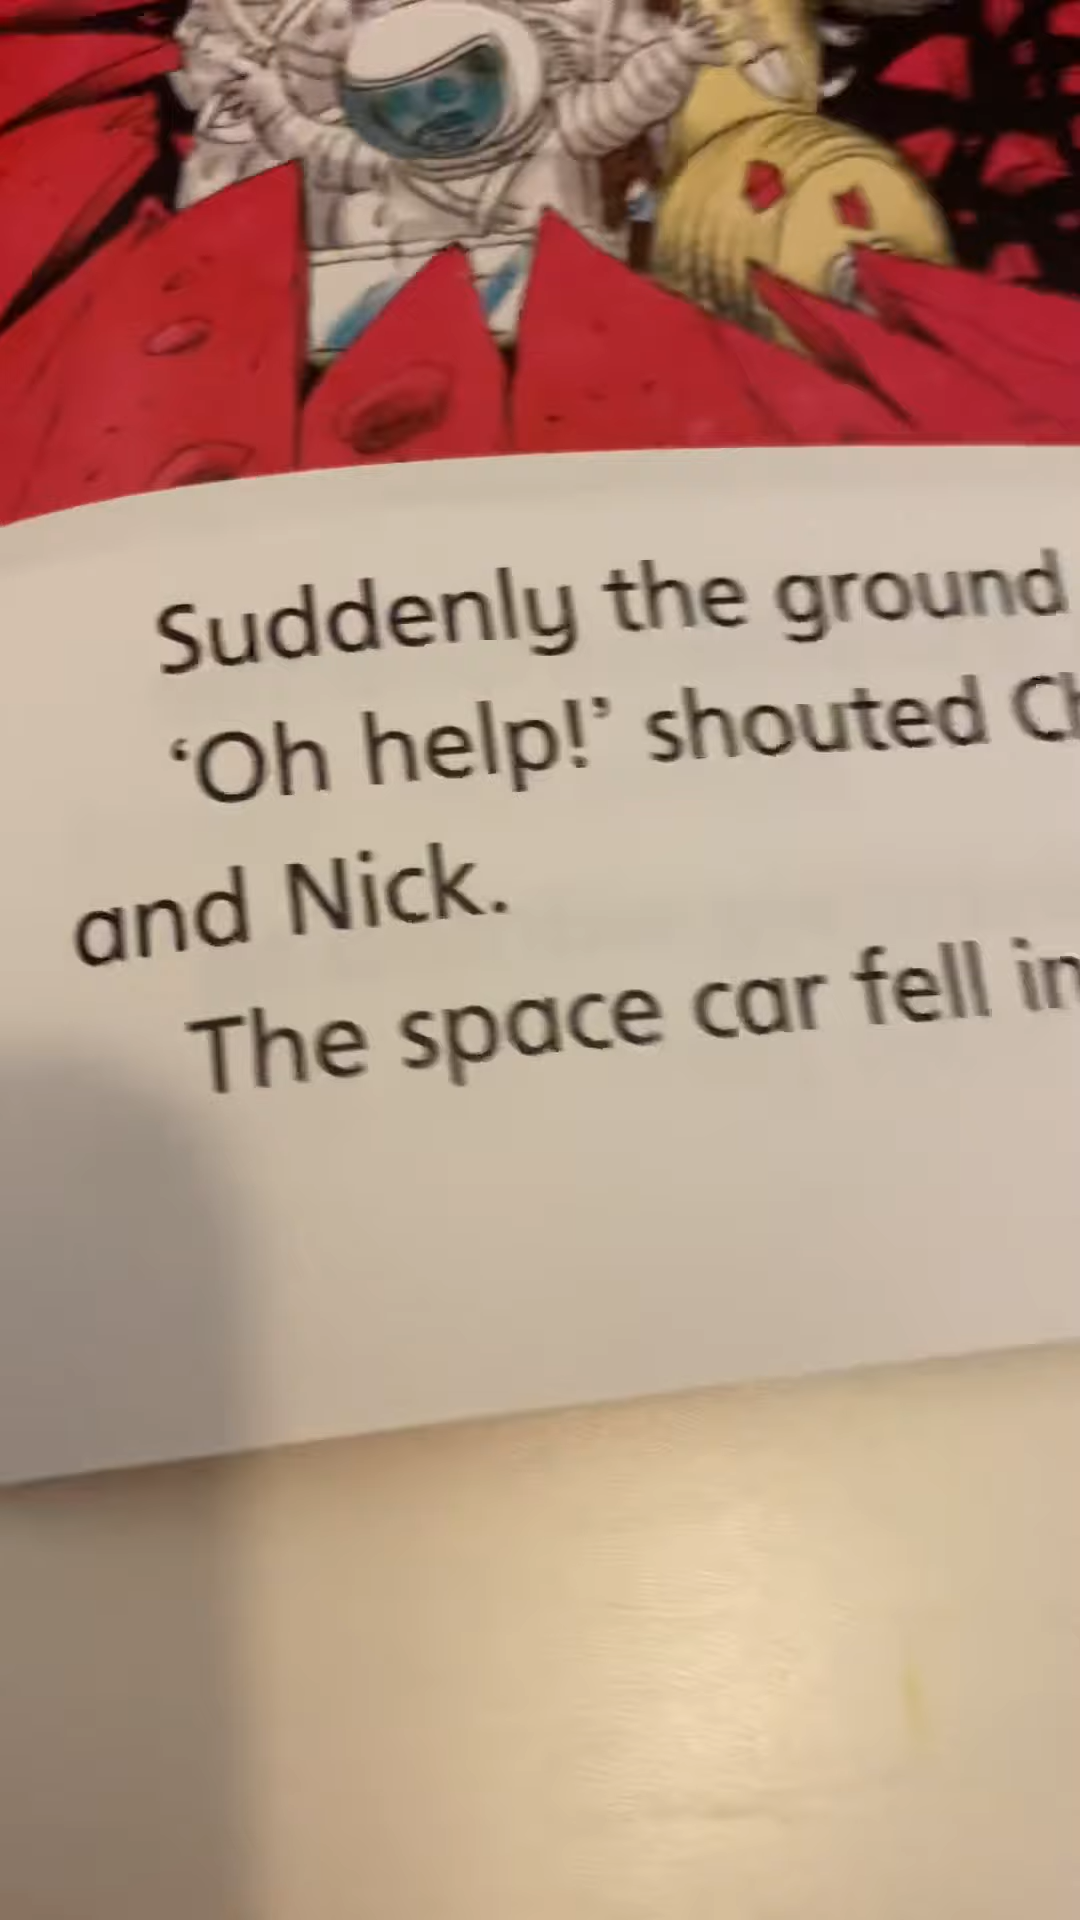 Suddenly the ground
‘Oh help!’ shouted
and Nick.
The space car fell